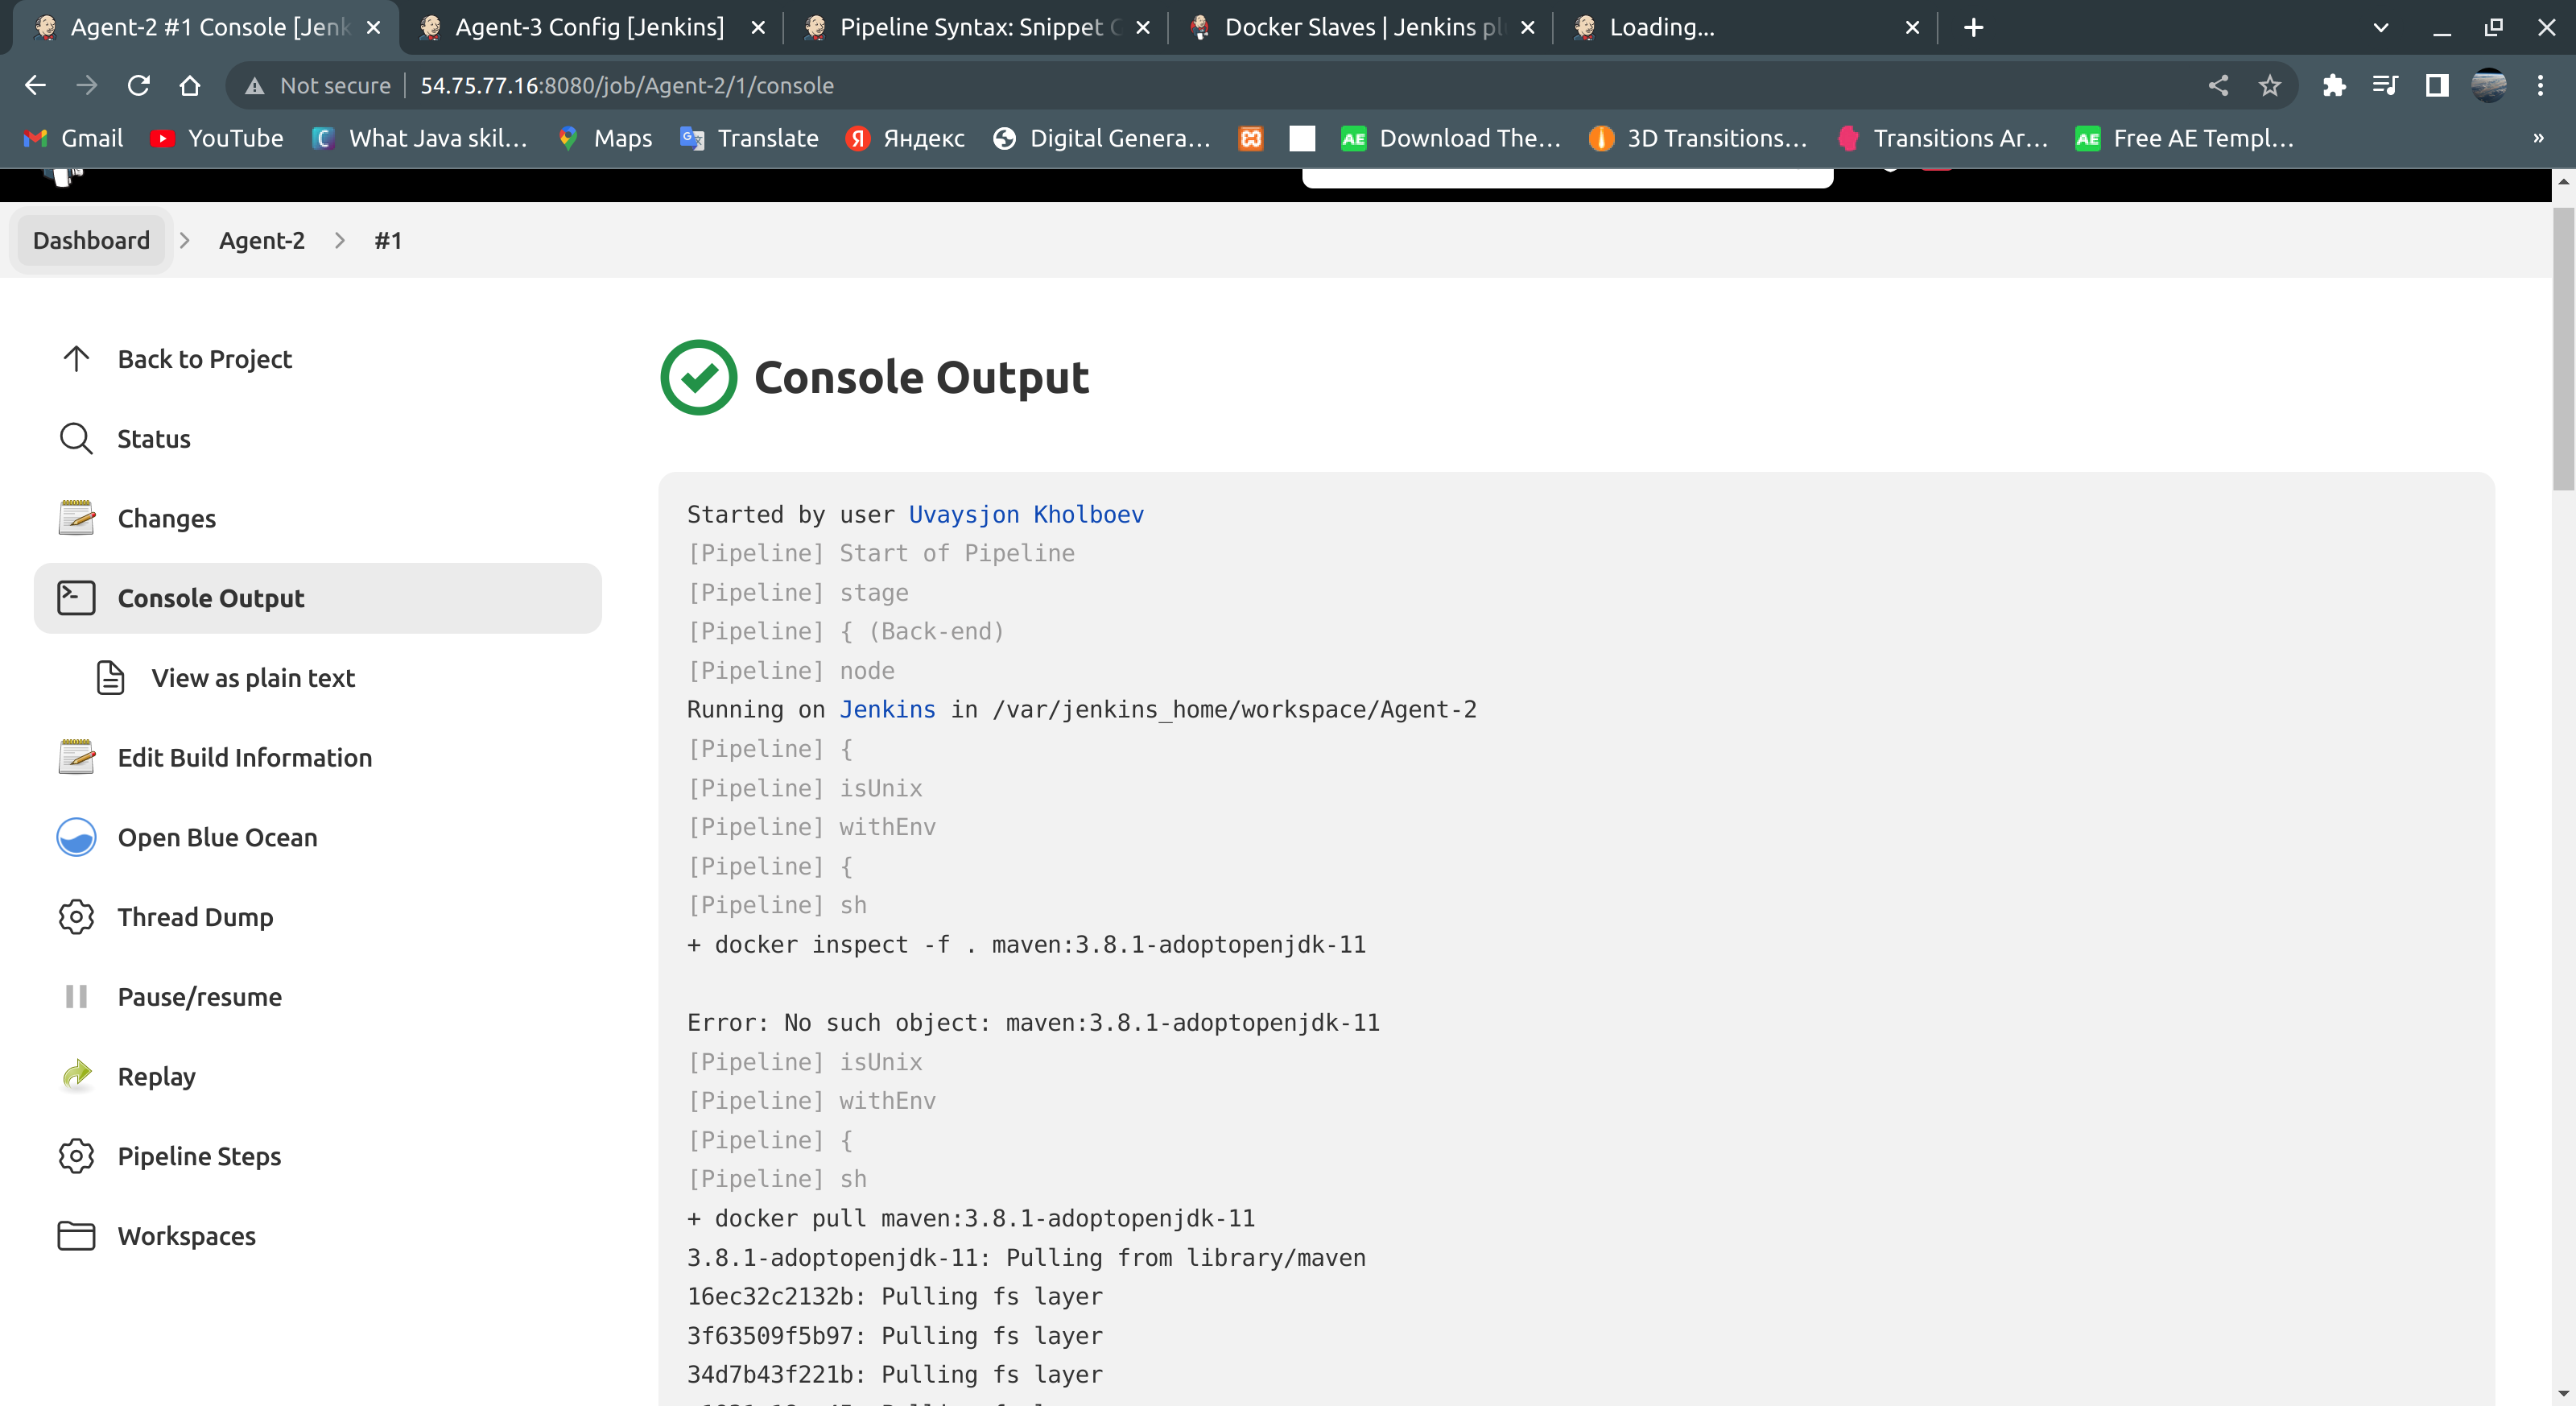 Agent-2 #1 Console [Jenk
Agent-3 Config [Jenkins]
Pipeline Syntax: Snippet G
Docker Slaves | Jenkins pl
Loading...
Not secure
54.75.77.16:8080/job/Agent-2/1/console
Gmail
YouTube
What Java skil...
Maps
Translate
Яндекс
Digital Genera...
Download The...
3D Transitions...
Transitions Ar...
Free AE Templ...
»
Dashboard
Agent-2
#1
Back to Project
Status
Changes
Console Output
View as plain text
Edit Build Information
Open Blue Ocean
Thread Dump
Pause/resume
Replay
Pipeline Steps
Workspaces
Console Output
Started by user Uvaysjon Kholboev
[Pipeline] Start of Pipeline
[Pipeline] stage
[Pipeline] { (Back-end)
[Pipeline] node
Running on Jenkins in /var/jenkins_home/workspace/Agent-2
[Pipeline] {
[Pipeline] isUnix
[Pipeline] withEnv
[Pipeline] {
[Pipeline] sh
+ docker inspect -f . maven:3.8.1-adoptopenjdk-11
Error: No such object: maven:3.8.1-adoptopenjdk-11
[Pipeline] isUnix
[Pipeline] withEnv
[Pipeline] {
[Pipeline] sh
+ docker pull maven:3.8.1-adoptopenjdk-11
3.8.1-adoptopenjdk-11: Pulling from library/maven
16ec32c2132b: Pulling fs layer
3f63509f5b97: Pulling fs layer
34d7b43f221b: Pulling fs layer